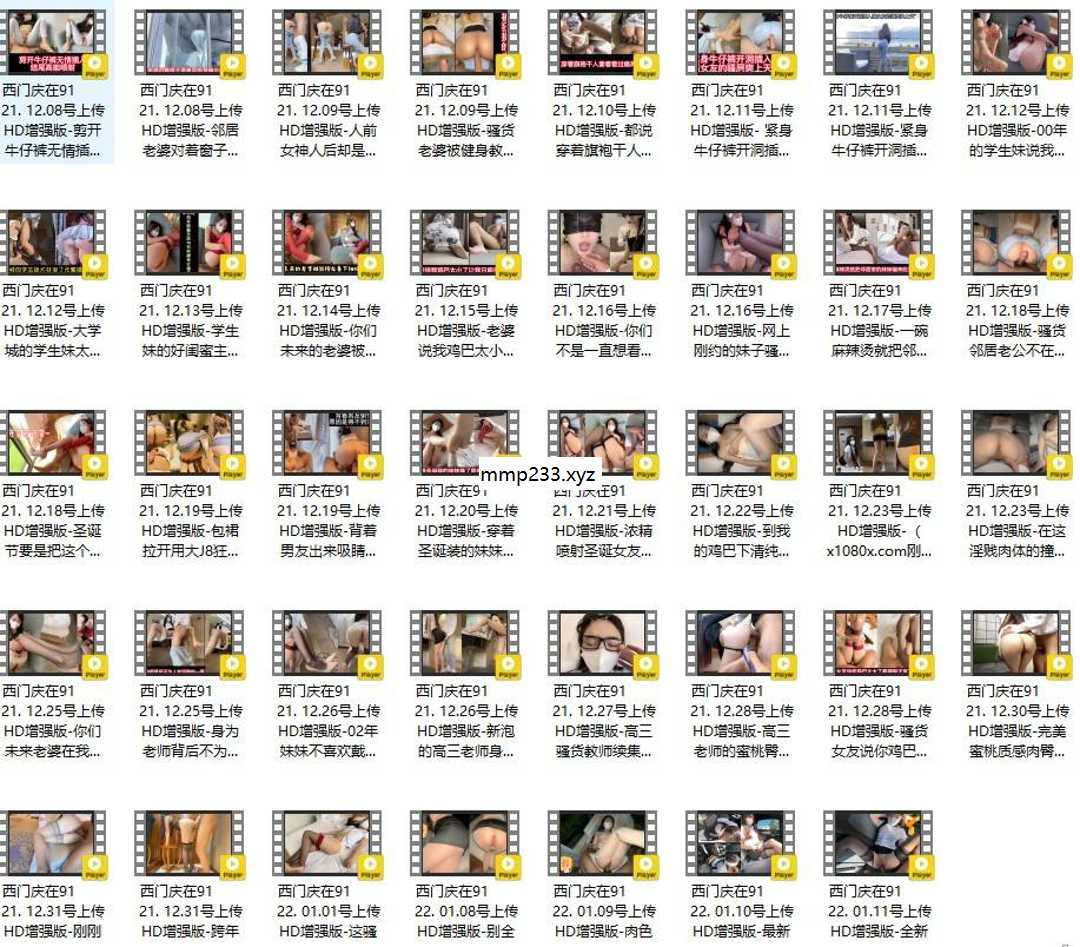 西门庆在91 西门庆在91 西门庆在91 西门庆在91 西门庆在91 西门庆在91 西门庆在91 西门庆在91
21. 12.08号上传 21. 12.08号上传 21. 12.09号上传 21. 12.09号上传 21. 12.10号上传 21. 12.11号上传 21. 12.11号上传 21. 12.12号上传
HD增强版-剪开 HD增强版-邻居 HD增强版-人前 HD增强版-骚货 HD增强版-都说 HD增强版- 紧身 HD增强版-紧身 HD增强版-00年
牛仔裤无情插... 老婆对着窗子... 女神人后却是... 老婆被健身教... 穿着旗袍干人... 牛仔裤开洞插... 牛仔裤开洞插... 的学生妹说我...
西门庆在91 西门庆在91 西门庆在91 西门庆在91 西门庆在91 西门庆在91 西门庆在91 西门庆在91
21. 12.12号上传 21. 12.13号上传 21. 12.14号上传 21. 12.15号上传 21. 12.16号上传 21. 12.16号上传 21. 12.17号上传 21. 12.18号上传
HD增强版-大学 HD增强版-学生 HD增强版-你们 HD增强版-老婆 HD增强版-你们 HD增强版-网上 HD增强版-一碗 HD增强版-骚货
城的学生妹太... 妹的好闺蜜主... 未来的老婆被... 说我鸡巴太小... 不是一直想看... 刚约的妹子骚... 麻辣烫就把邻... 邻居老公不在...
mmp233.xyz
西门庆在91 西门庆在91 西门庆在91 西门庆在91 西门庆在91 西门庆在91 西门庆在91 西门庆在91
21. 12.18号上传 21. 12.19号上传 21. 12.19号上传 21. 12.20号上传 21. 12.21号上传 21. 12.22号上传 21. 12.23号上传 21. 12.23号上传
HD增强版-圣诞 HD增强版-包裙 HD增强版-背着 HD增强版-穿着 HD增强版-浓精 HD增强版-到我 HD增强版-（ HD增强版-在这
节要是把这个... 拉开用大J8狂... 男友出来吸睛... 圣诞装的妹妹... 喷射圣诞女友... 的鸡巴下清纯... x1080x.com刚... 淫贱肉体的撞...
西门庆在91 西门庆在91 西门庆在91 西门庆在91 西门庆在91 西门庆在91 西门庆在91 西门庆在91
21. 12.25号上传 21. 12.25号上传 21. 12.26号上传 21. 12.26号上传 21. 12.27号上传 21. 12.28号上传 21. 12.28号上传 21. 12.30号上传
HD增强版-你们 HD增强版-身为 HD增强版-02年 HD增强版-新泡 HD增强版-高三 HD增强版-高三 HD增强版-骚货 HD增强版-完美
未来老婆在我... 老师背后不为... 妹妹不喜欢戴... 的高三老师身... 骚货教师续集... 老师的蜜桃臀... 女友说你鸡巴... 蜜桃质感肉臀...
西门庆在91 西门庆在91 西门庆在91 西门庆在91 西门庆在91 西门庆在91 西门庆在91
21. 12.31号上传 21. 12.31号上传 22. 01.01号上传 22. 01.08号上传 22. 01.09号上传 22. 01.10号上传 22. 01.11号上传
HD增强版-刚刚 HD增强版-跨年 HD增强版-这骚 HD增强版-别全 HD增强版-肉色 HD增强版-最新 HD增强版-全新